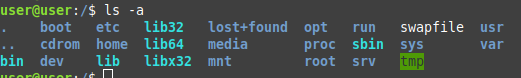 user@user:/$ ls -a
.    boot   etc   lib32   lost+found  opt   run   swapfile  usr
..   cdrom  home  lib64   media       proc  sbin  sys       var
bin  dev    lib   libx32  mnt         root  srv   tmp
user@user:/$